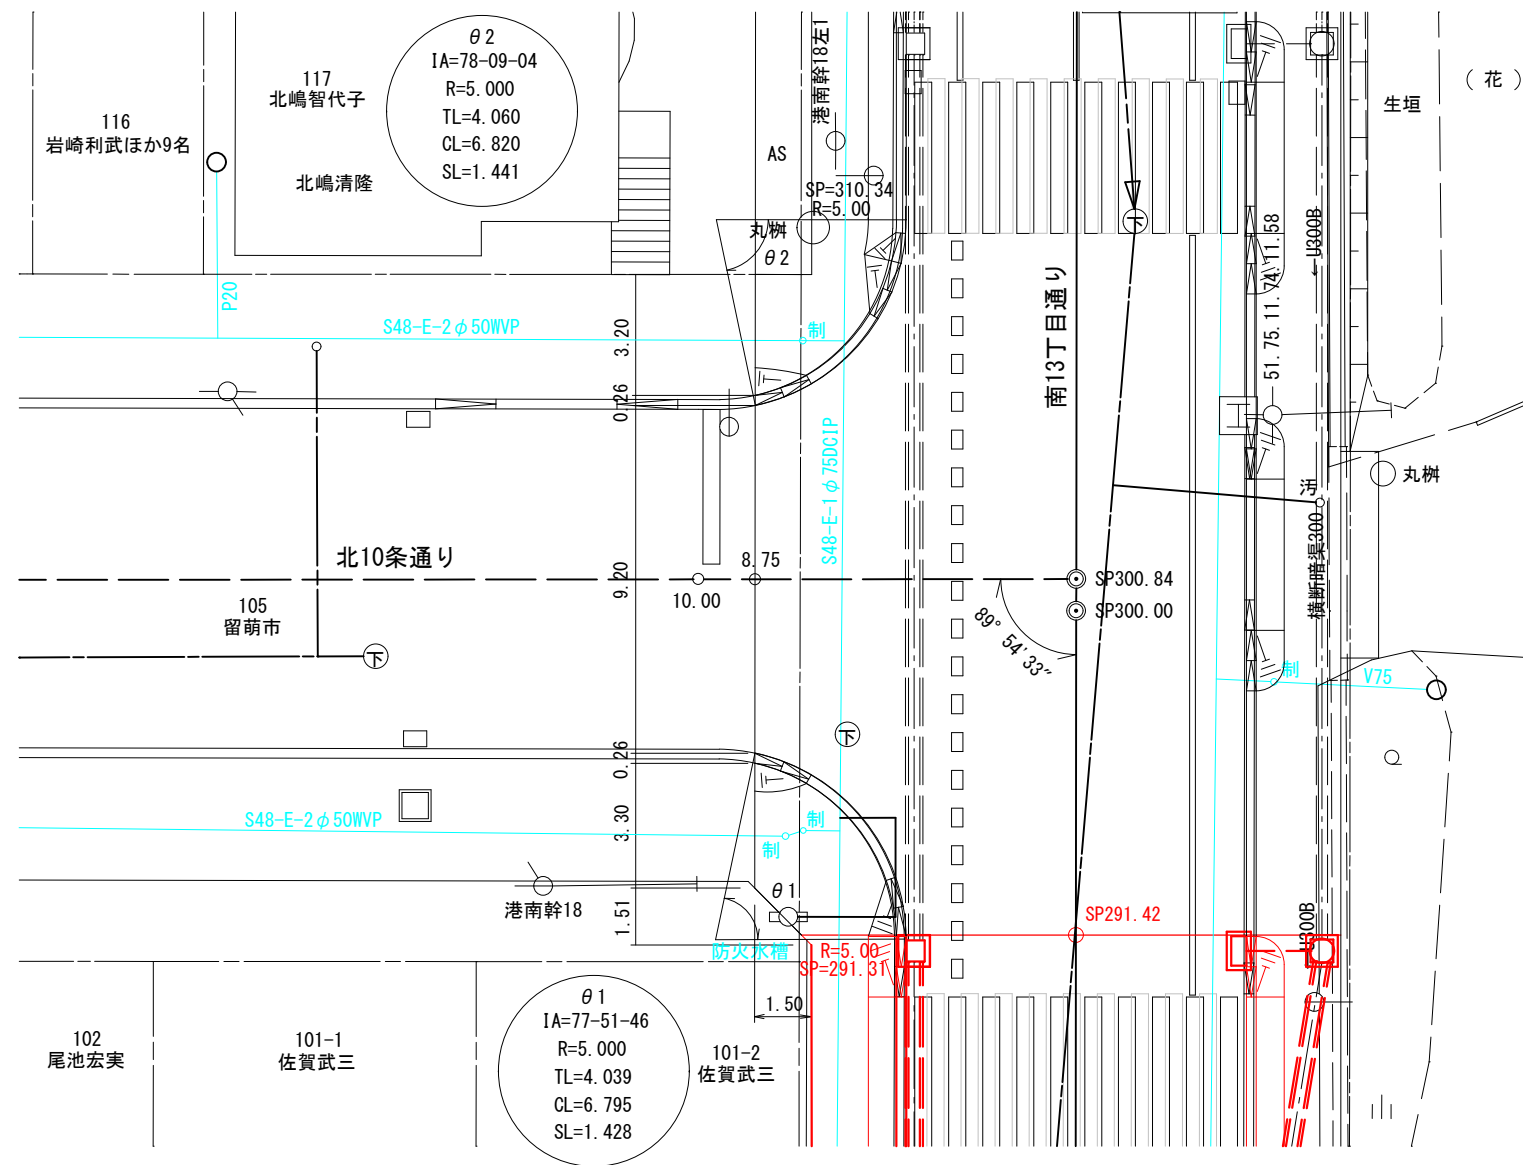 θ2
IA=78-09-04
R=5.000
TL=4.060
CL=6.820
SL=1.441
117
北嶋智代子
北嶋清隆
116
岩崎利武ほか9名
P20
S48-E-2φ50WVP
制
AS
港南幹18左1
SP=310.34
R=5.00
丸桝
θ2
3.20
0.26
9.20
0.26
3.30
1.51
S48-E-1φ75DCIP
南13丁目通り
下
51.75.11.74.11.58
←U300B
生垣
(花)
丸桝
汚
横断暗渠300
北10条通り
8.75
10.00
SP300.84
SP300.00
89°54'33"
105
留萌市
下
下
制
V75
S48-E-2φ50WVP
制
制
θ1
港南幹18
防火水槽
R=5.00
SP=291.31
SP291.42
U300B
1.50
θ1
IA=77-51-46
R=5.000
TL=4.039
CL=6.795
SL=1.428
102
尾池宏実
101-1
佐賀武三
101-2
佐賀武三